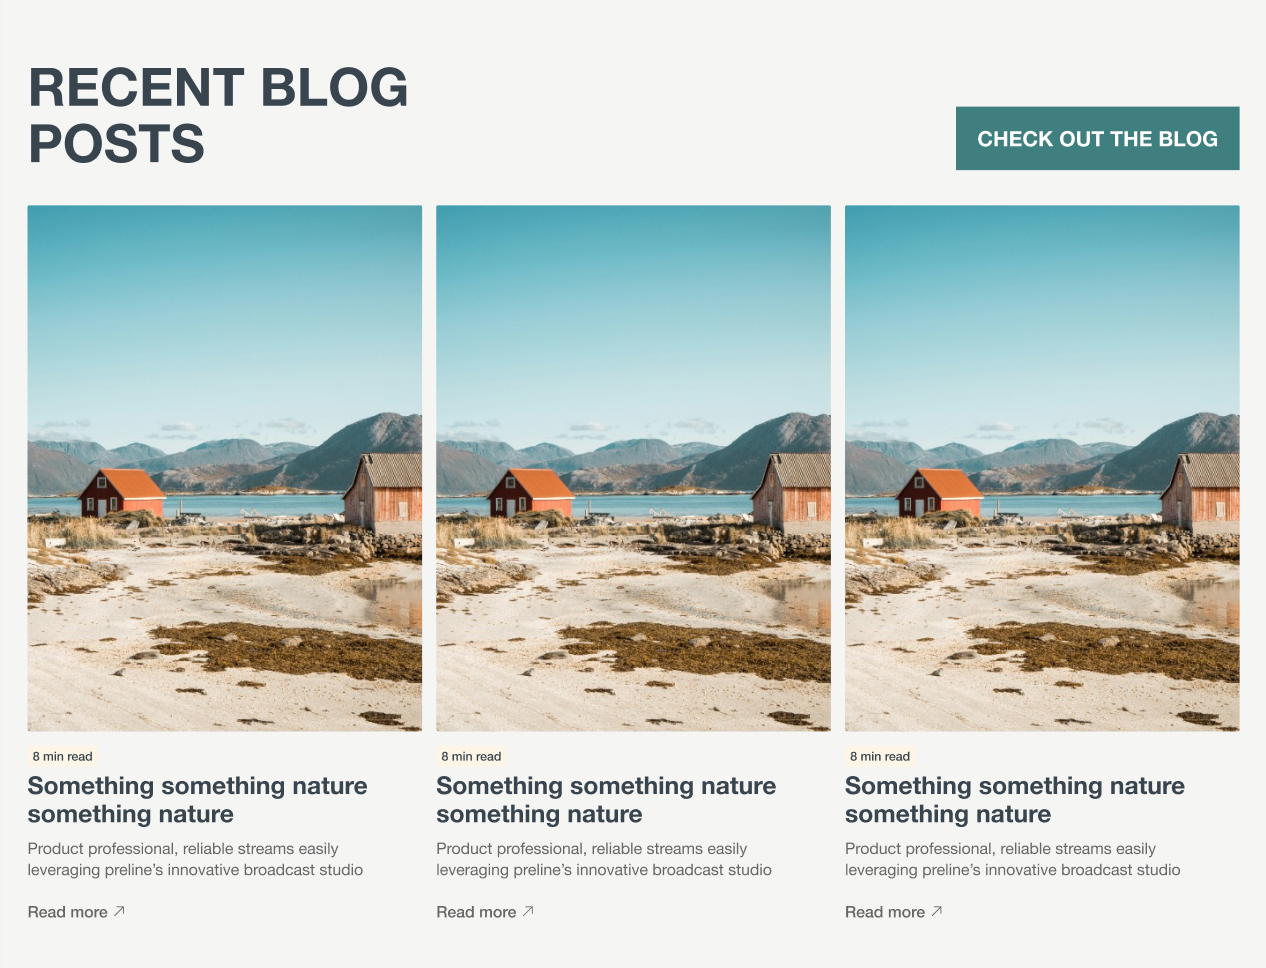 RECENT BLOG
POSTS
CHECK OUT THE BLOG
8 min read
Something something nature
something nature
Product professional, reliable streams easily
leveraging preline’s innovative broadcast studio
Read more
8 min read
Something something nature
something nature
Product professional, reliable streams easily
leveraging preline’s innovative broadcast studio
Read more
8 min read
Something something nature
something nature
Product professional, reliable streams easily
leveraging preline’s innovative broadcast studio
Read more